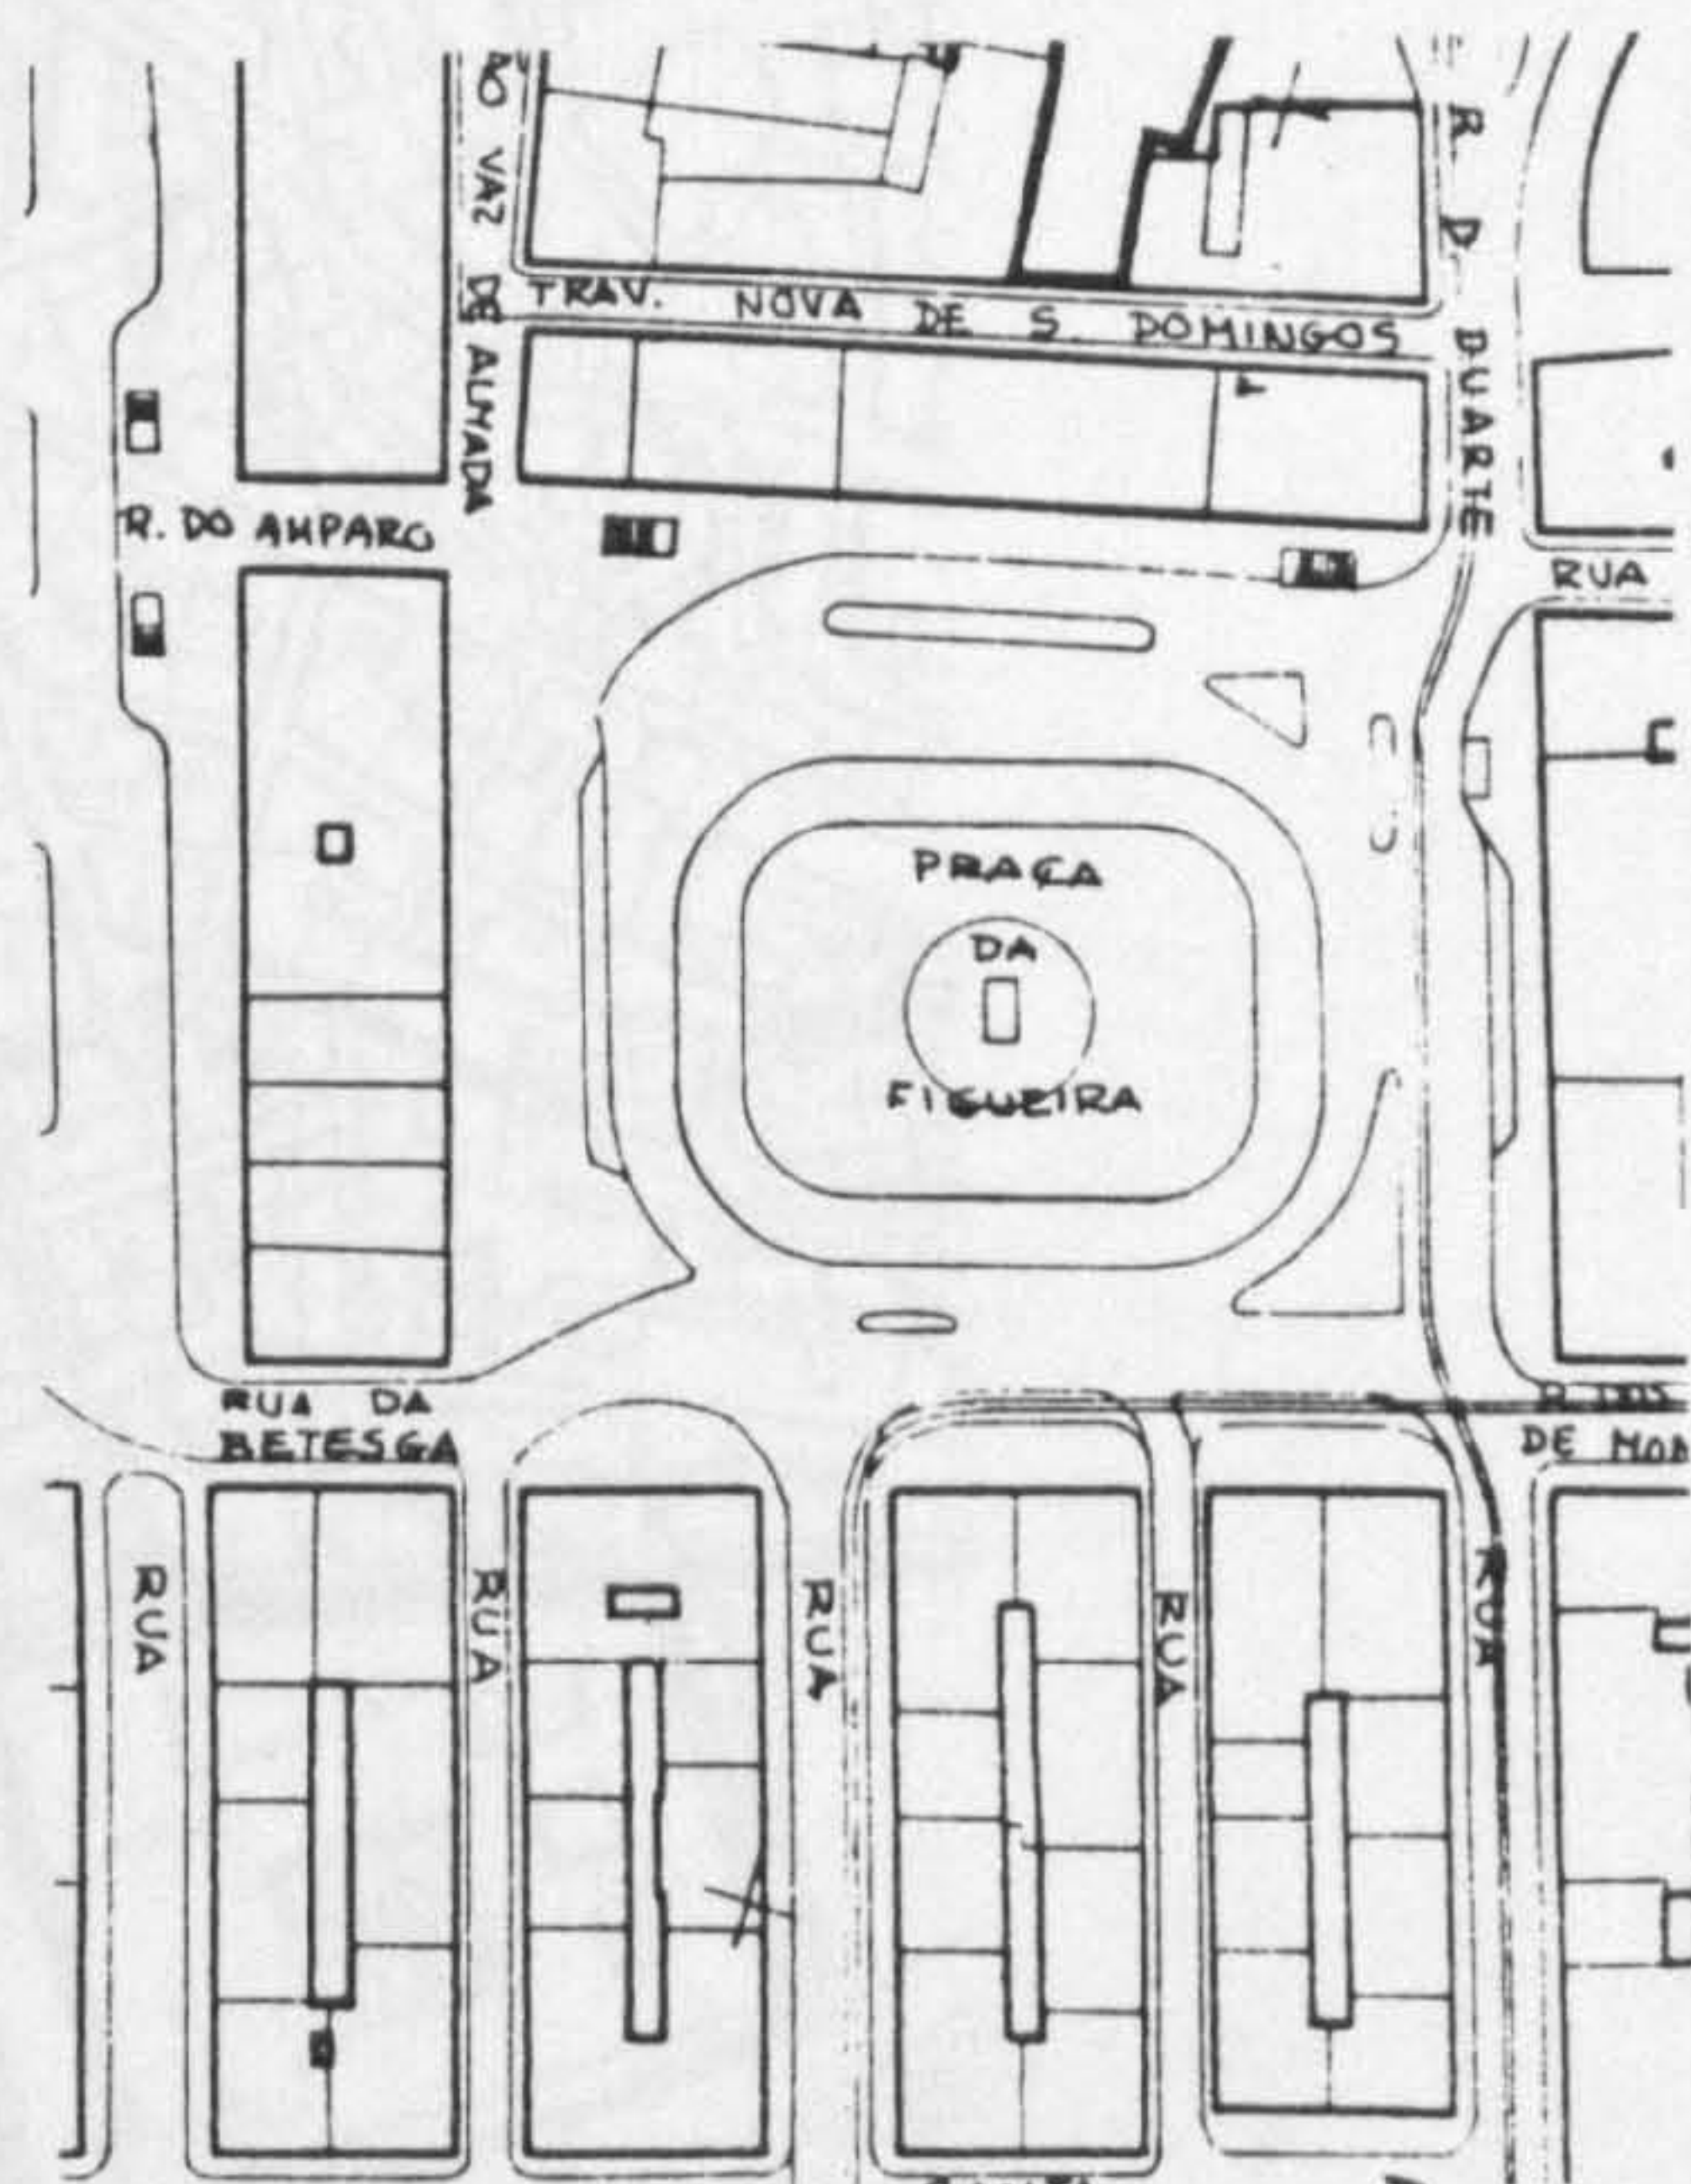 VAZ DE ALMADA
R. D. DUARTE
TRAV. NOVA DE S. DOMINGOS
R. DO AMPARO
RUA
PRAÇA
DA
FIGUEIRA
RUA DA
BETESGA
DE MOR
RUA
RUA
RUA
RUA
RUA